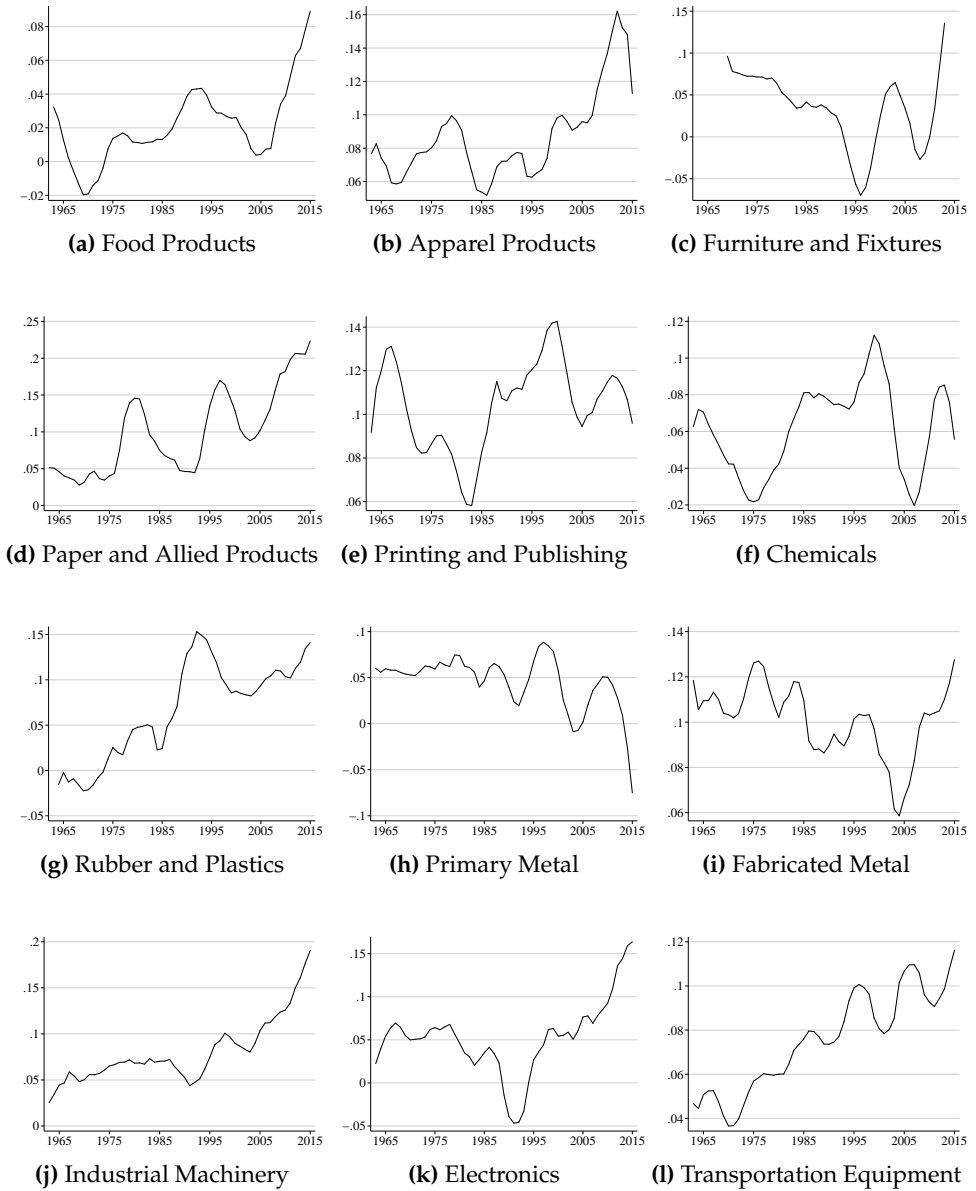 .08
.06
.04
.02
0
−.02
1965 1975 1985 1995 2005 2015
(a) Food Products
.16
.14
.12
.1
.08
.06
1965 1975 1985 1995 2005 2015
(b) Apparel Products
.15
.1
.05
0
−.05
1965 1975 1985 1995 2005 2015
(c) Furniture and Fixtures
.25
.2
.15
.1
.05
0
1965 1975 1985 1995 2005 2015
(d) Paper and Allied Products
.14
.12
.1
.08
.06
1965 1975 1985 1995 2005 2015
(e) Printing and Publishing
.12
.1
.08
.06
.04
.02
1965 1975 1985 1995 2005 2015
(f) Chemicals
.15
.1
.05
0
−.05
1965 1975 1985 1995 2005 2015
(g) Rubber and Plastics
.1
.05
0
−.05
−.1
1965 1975 1985 1995 2005 2015
(h) Primary Metal
.14
.12
.1
.08
.06
1965 1975 1985 1995 2005 2015
(i) Fabricated Metal
.2
.15
.1
.05
0
1965 1975 1985 1995 2005 2015
(j) Industrial Machinery
.15
.1
.05
0
−.05
1965 1975 1985 1995 2005 2015
(k) Electronics
.12
.1
.08
.06
.04
1965 1975 1985 1995 2005 2015
(l) Transportation Equipment